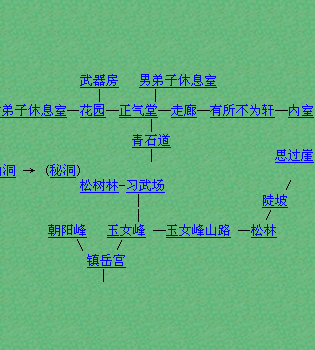 武器房 男弟子休息室
弟子休息室—花园—正气堂—走廊—有所不为轩—内室
青石道
思过崖
洞 → (秘洞)
松树林-习武场
陡坡
朝阳峰 玉女峰 —玉女峰山路 —松林
镇岳宫